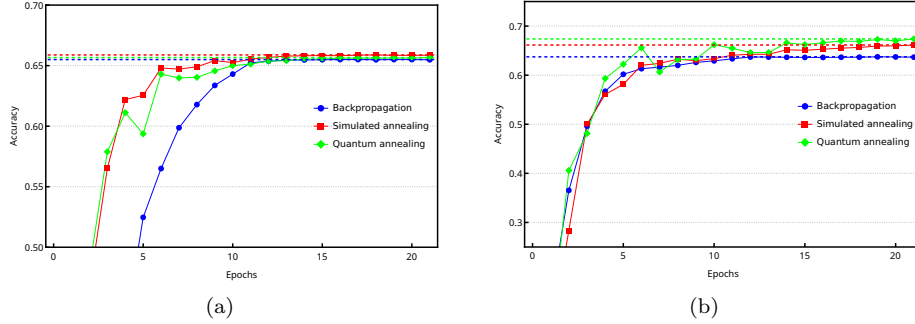 0.70
0.65
0.60
0.55
0.50
Accuracy
0 5 10 15 20
Epochs
Backpropagation
Simulated annealing
Quantum annealing
(a)
0.7
0.6
0.5
0.4
0.3
Accuracy
0 5 10 15 20
Epochs
Backpropagation
Simulated annealing
Quantum annealing
(b)